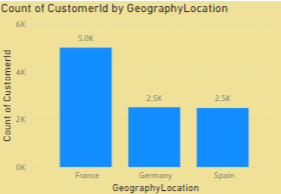 Count of CustomerId by GeographyLocation
6K
4K
2K
0K
Count of CustomerId
5.0K
2.5K
2.5K
France
Germany
Spain
GeographyLocation